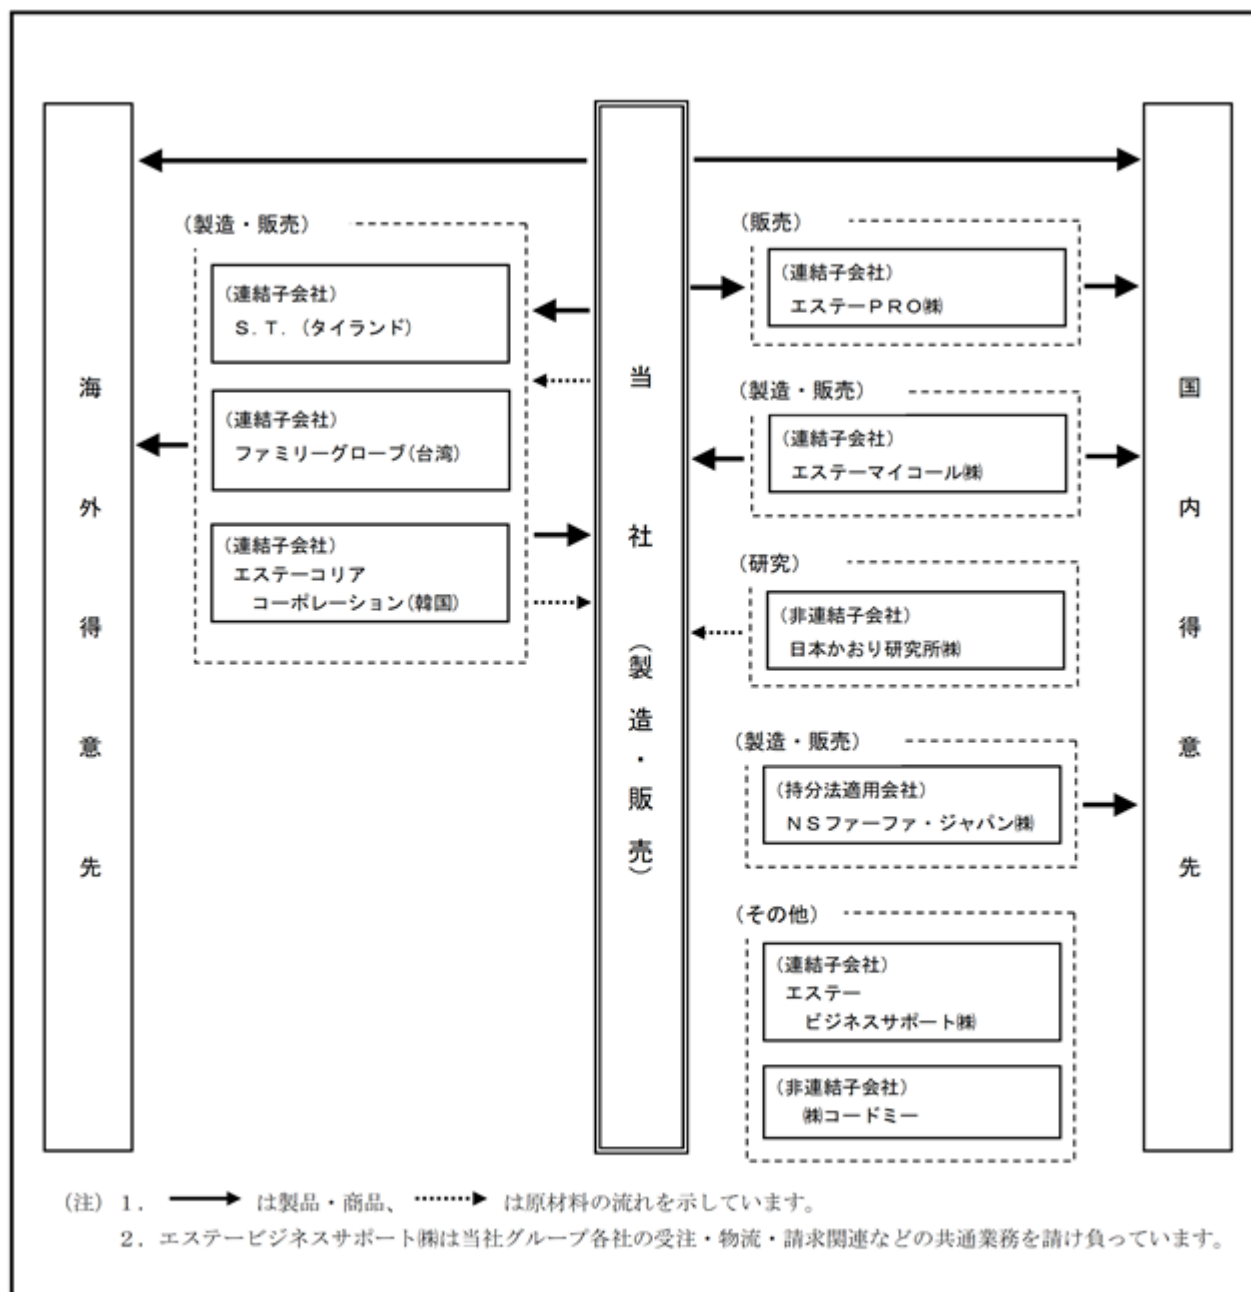 海外得意先
(製造・販売)
(連結子会社)
S.T.(タイランド)
(連結子会社)
ファミリーグローブ(台湾)
(連結子会社)
エステーコリア
コーポレーション(韓国)
当社(製造・販売)
(販売)
(連結子会社)
エステーPRO㈱
(製造・販売)
(連結子会社)
エステーマイコール㈱
(研究)
(非連結子会社)
日本かおり研究所㈱
(製造・販売)
(持分法適用会社)
NSファーファ・ジャパン㈱
(その他)
(連結子会社)
エステー
ビジネスサポート㈱
(非連結子会社)
㈱コードミー
国内得意先
(注)1. は製品・商品、 は原材料の流れを示しています。
2.エステービジネスサポート㈱は当社グループ各社の受注・物流・請求関連などの共通業務を請け負っています。